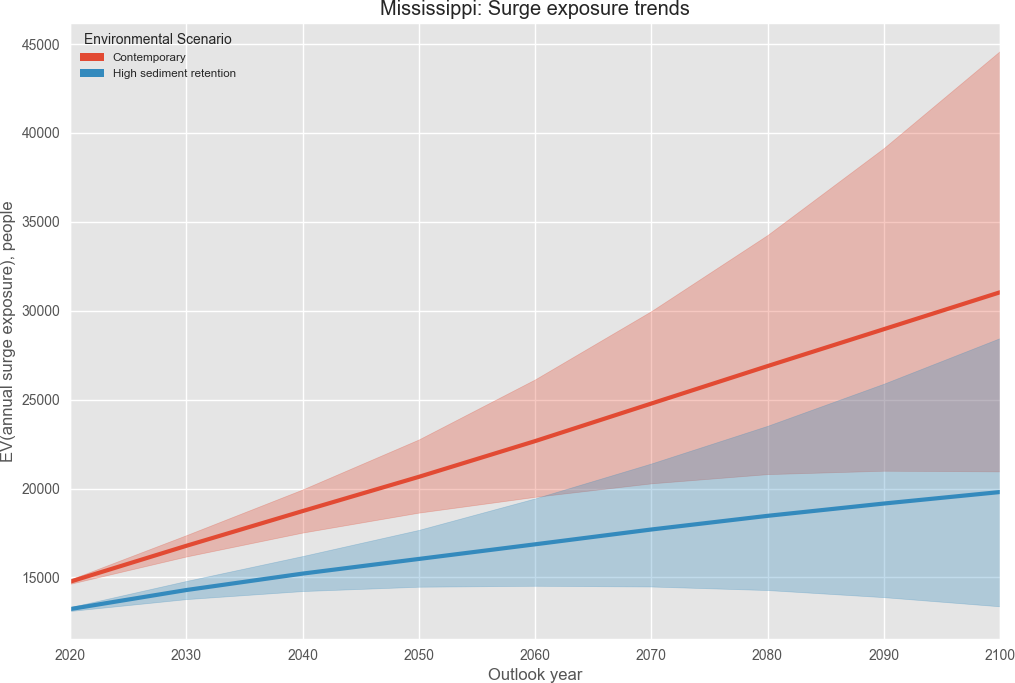 Mississippi: Surge exposure trends
Environmental Scenario
Contemporary
High sediment retention
EV(annual surge exposure), people
45000
40000
35000
30000
25000
20000
15000
2020 2030 2040 2050 2060 2070 2080 2090 2100
Outlook year